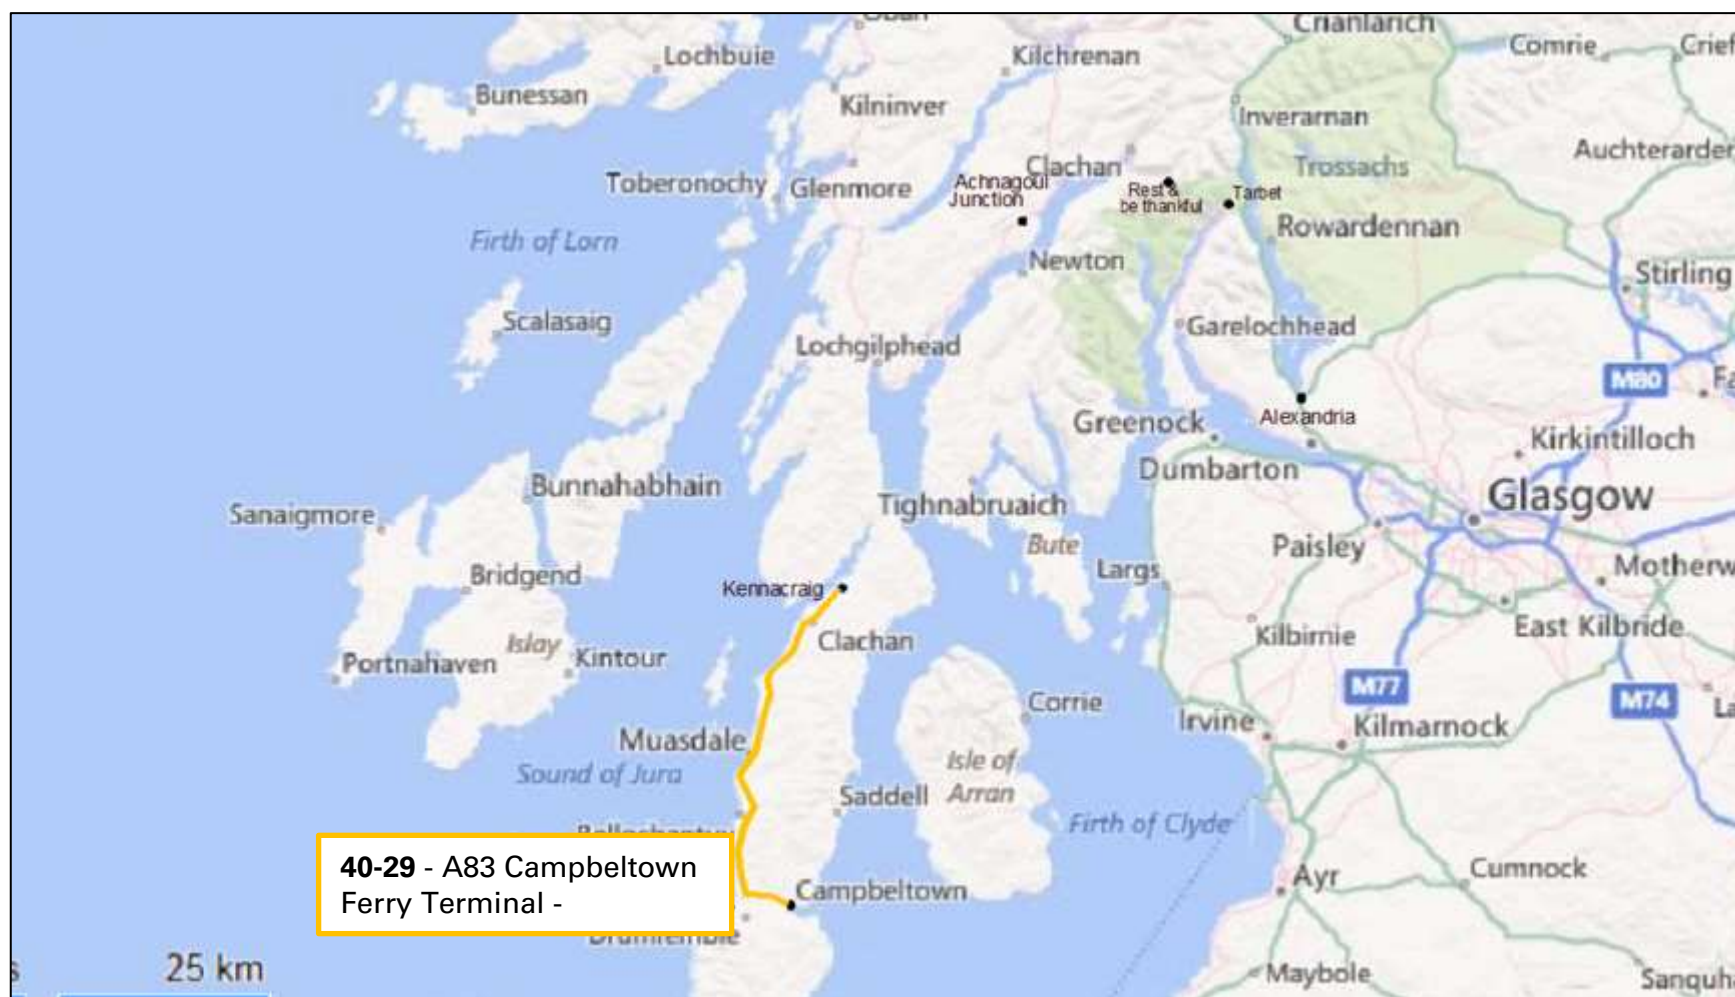 Crianlarich
Comrie
Lochbuie
Kilchrenan
Bunessan
Kilninver
Inverarnan
Auchterarder
Clachan
Trossachs
Toberonochy
Glenmore
Achnagoul
Junction
Rest &
be thankful
Tarbet
Rowardennan
Firth of Lorn
Newton
Stirling
Scalasaig
Garelochhead
Lochgilphead
M80
Alexandria
Greenock
Kirkintilloch
Dumbarton
Bunnahabhain
Glasgow
Sanaigmore
Tighnabruaich
Bute
Paisley
Largs
Bridgend
Kennacraig
East Kilbride
Clachan
Kilbirnie
Islay
Kintour
Portnahaven
M77
M74
Corrie
Irvine
Kilmarnock
Muasdale
Isle of
Arran
Sound of Jura
Saddell
Firth of Clyde
40-29 - A83 Campbeltown
Ferry Terminal -
Campbeltown
Ayr
Cumnock
25 km
Maybole